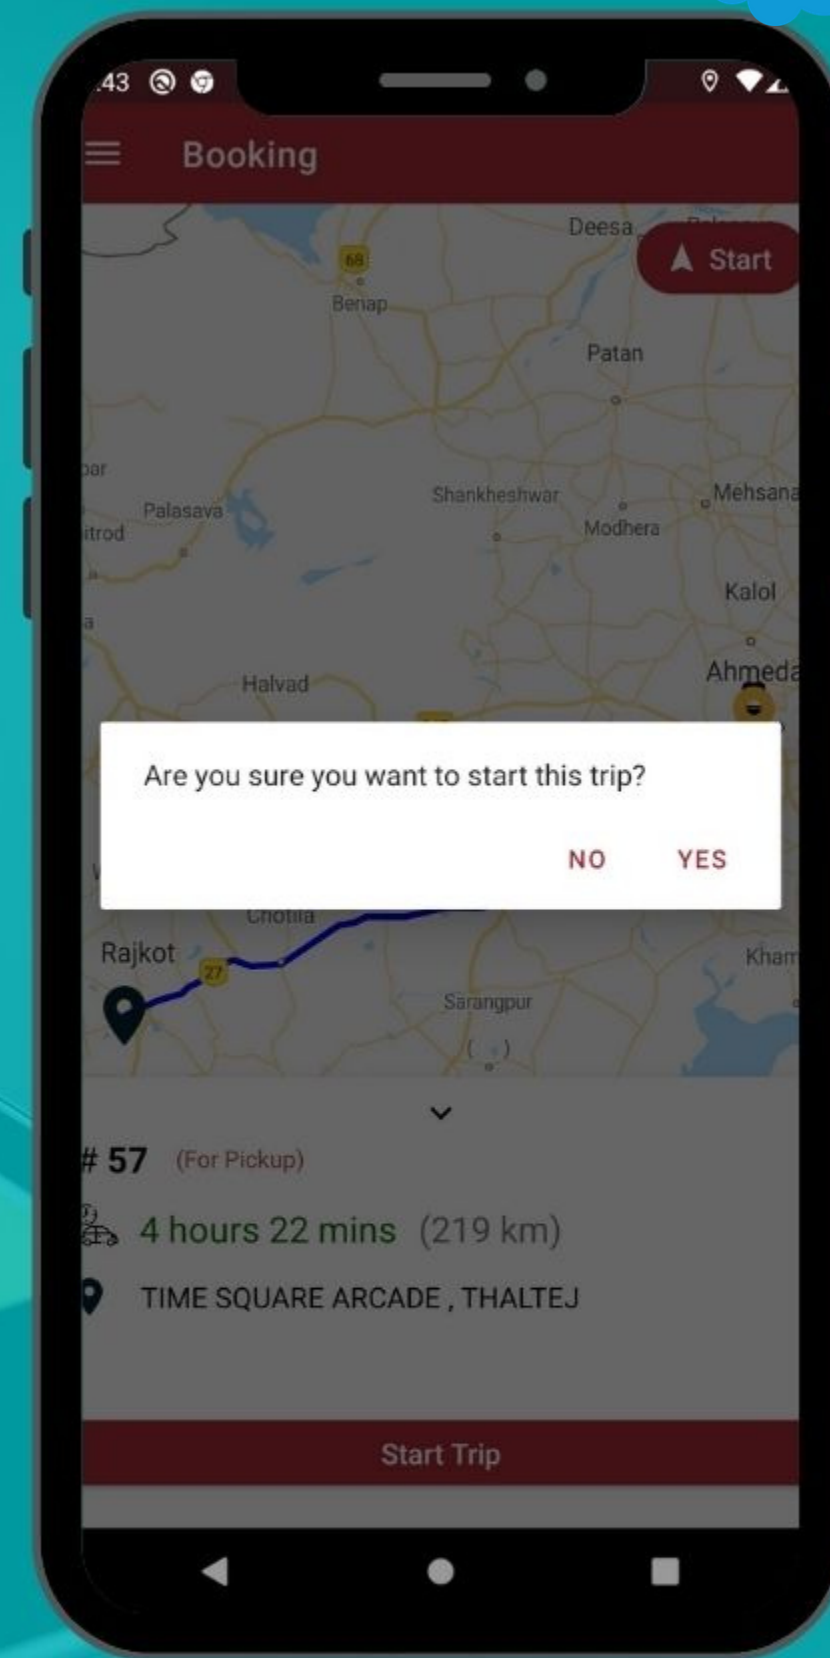 :43
Booking
Deesa
Start
68
Benap
Patan
Palasava
Shankheshwar
Mehsana
Modhera
Kalol
Ahmeda
Halvad
Are you sure you want to start this trip?
NO YES
Chotila
Rajkot
27
Kham
Sarangpur
# 57 (For Pickup)
4 hours 22 mins (219 km)
TIME SQUARE ARCADE , THALTEJ
Start Trip